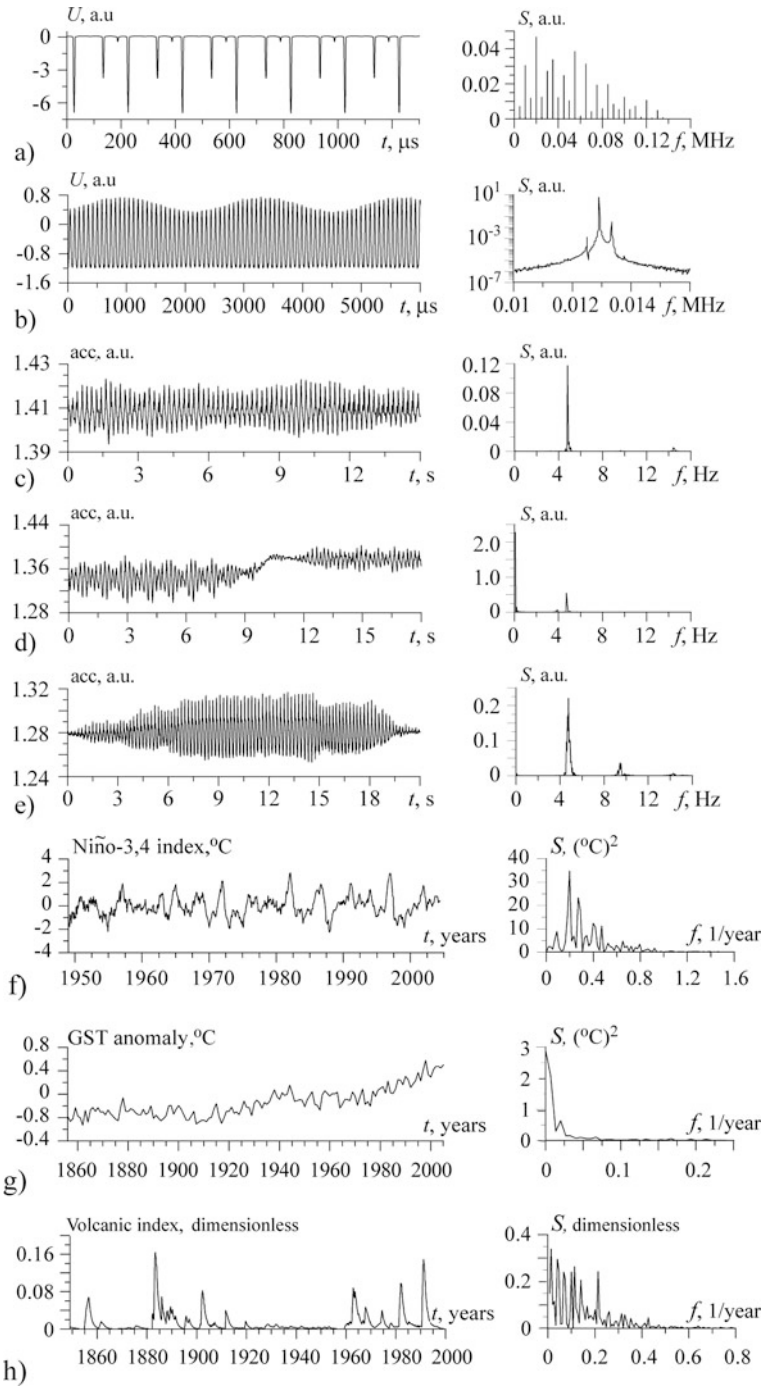 U, a.u
0
-3
-6
0 200 400 600 800 1000
t, μs
a)
S, a.u.
0.04
0.02
0
0 0.04 0.08 0.12
f, MHz
U, a.u
0.8
0
-0.8
-1.6
0 1000 2000 3000 4000 5000
t, μs
b)
S, a.u.
10¹
10⁻³
10⁻⁷
0.01 0.012 0.014
f, MHz
acc, a.u.
1.43
1.41
1.39
0 3 6 9 12
t, s
c)
S, a.u.
0.12
0.04
0
0 4 8 12
f, Hz
acc, a.u.
1.44
1.36
1.28
0 3 6 9 12 15
t, s
d)
S, a.u.
2.0
1.0
0
0 4 8 12
f, Hz
acc, a.u.
1.32
1.28
1.24
0 3 6 9 12 15 18
t, s
e)
S, a.u.
0.2
0.1
0
0 4 8 12
f, Hz
Niño-3,4 index,ºC
4
2
0
-2
-4
1950 1960 1970 1980 1990 2000
t, years
f)
S, (ºC)²
40
30
20
10
0
0 0.4 0.8 1.2 1.6
f, 1/year
GST anomaly,ºC
0.8
0.4
0
-0.8
-0.4
1860 1880 1900 1920 1940 1960 1980 2000
t, years
g)
S, (ºC)²
3
2
1
0
0 0.1 0.2
f, 1/year
Volcanic index, dimensionless
0.16
0.08
0
1860 1880 1900 1920 1940 1960 1980 2000
t, years
h)
S, dimensionless
0.4
0.2
0
0 0.2 0.4 0.6 0.8
f, 1/year